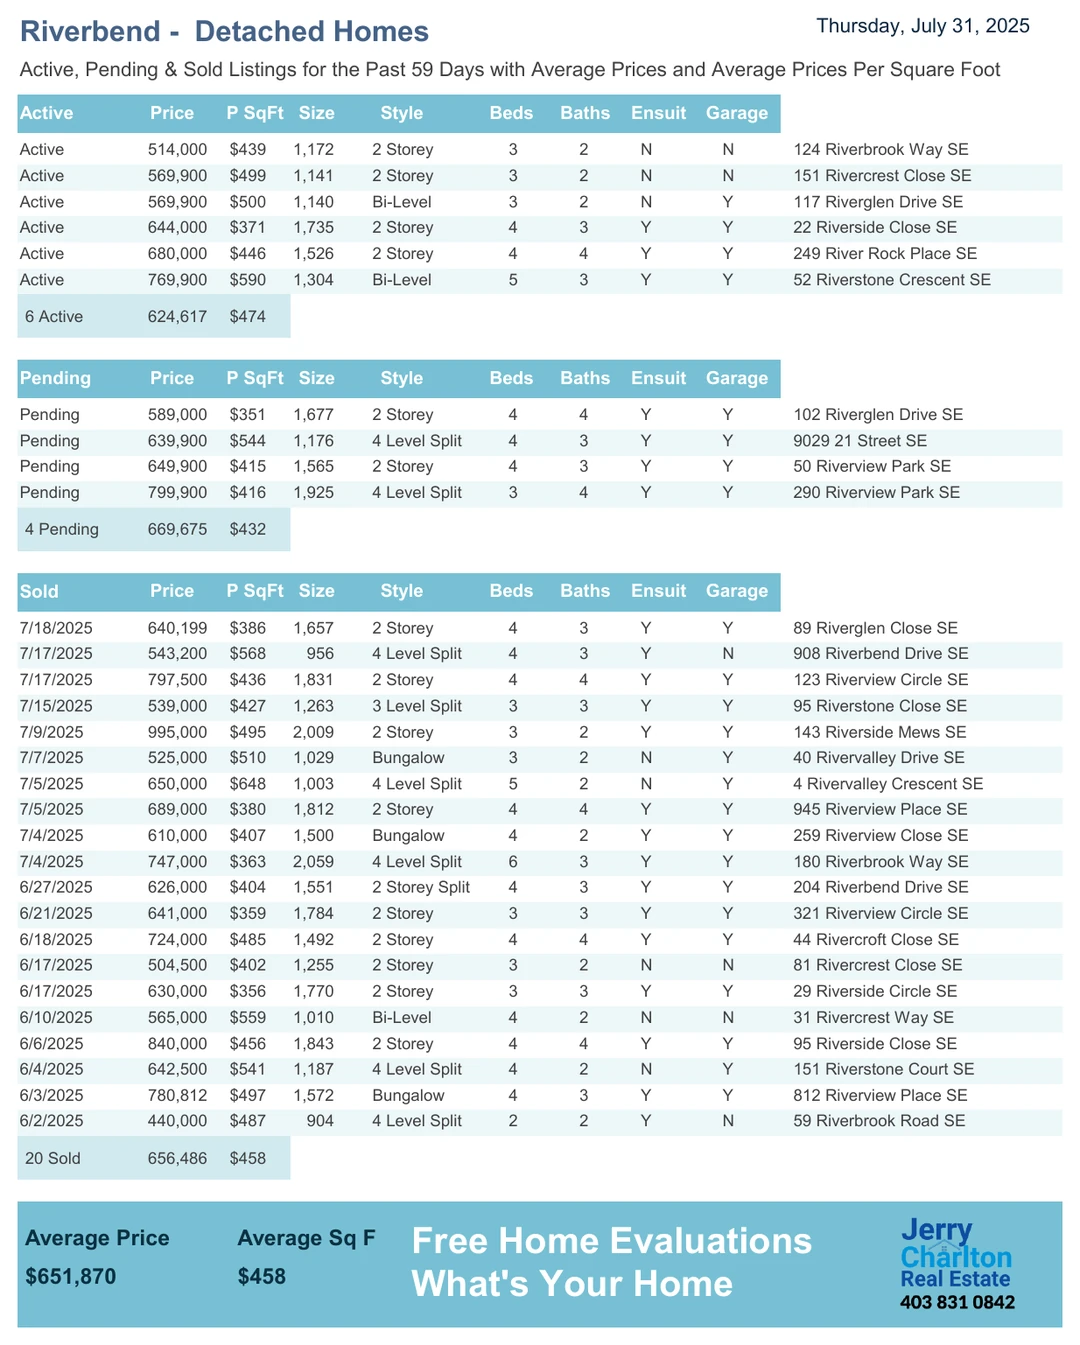 Riverbend -  Detached Homes
Thursday, July 31, 2025
Active, Pending & Sold Listings for the Past 59 Days with Average Prices and Average Prices Per Square Foot
Active Price P SqFt Size Style Beds Baths Ensuit Garage
Active 514,000 $439 1,172 2 Storey 3 2 N N 124 Riverbrook Way SE
Active 569,900 $499 1,141 2 Storey 3 2 N N 151 Rivercrest Close SE
Active 569,900 $500 1,140 Bi-Level 3 2 N Y 117 Riverglen Drive SE
Active 644,000 $371 1,735 2 Storey 4 3 Y Y 22 Riverside Close SE
Active 680,000 $446 1,526 2 Storey 4 4 Y Y 249 River Rock Place SE
Active 769,900 $590 1,304 Bi-Level 5 3 Y Y 52 Riverstone Crescent SE
6 Active 624,617 $474
Pending Price P SqFt Size Style Beds Baths Ensuit Garage
Pending 589,000 $351 1,677 2 Storey 4 4 Y Y 102 Riverglen Drive SE
Pending 639,900 $544 1,176 4 Level Split 4 3 Y Y 9029 21 Street SE
Pending 649,900 $415 1,565 2 Storey 4 3 Y Y 50 Riverview Park SE
Pending 799,900 $416 1,925 4 Level Split 3 4 Y Y 290 Riverview Park SE
4 Pending 669,675 $432
Sold Price P SqFt Size Style Beds Baths Ensuit Garage
7/18/2025 640,199 $386 1,657 2 Storey 4 3 Y Y 89 Riverglen Close SE
7/17/2025 543,200 $568 956 4 Level Split 4 3 Y N 908 Riverbend Drive SE
7/17/2025 797,500 $436 1,831 2 Storey 4 4 Y Y 123 Riverview Circle SE
7/15/2025 539,000 $427 1,263 3 Level Split 3 3 Y Y 95 Riverstone Close SE
7/9/2025 995,000 $495 2,009 2 Storey 3 2 Y Y 143 Riverside Mews SE
7/7/2025 525,000 $510 1,029 Bungalow 3 2 N Y 40 Rivervalley Drive SE
7/5/2025 650,000 $648 1,003 4 Level Split 5 2 N Y 4 Rivervalley Crescent SE
7/5/2025 689,000 $380 1,812 2 Storey 4 4 Y Y 945 Riverview Place SE
7/4/2025 610,000 $407 1,500 Bungalow 4 2 Y Y 259 Riverview Close SE
7/4/2025 747,000 $363 2,059 4 Level Split 6 3 Y Y 180 Riverbrook Way SE
6/27/2025 626,000 $404 1,551 2 Storey Split 4 3 Y Y 204 Riverbend Drive SE
6/21/2025 641,000 $359 1,784 2 Storey 3 3 Y Y 321 Riverview Circle SE
6/18/2025 724,000 $485 1,492 2 Storey 4 4 Y Y 44 Rivercroft Close SE
6/17/2025 504,500 $402 1,255 2 Storey 3 2 N N 81 Rivercrest Close SE
6/17/2025 630,000 $356 1,770 2 Storey 3 3 Y Y 29 Riverside Circle SE
6/10/2025 565,000 $559 1,010 Bi-Level 4 2 N N 31 Rivercrest Way SE
6/6/2025 840,000 $456 1,843 2 Storey 4 4 Y Y 95 Riverside Close SE
6/4/2025 642,500 $541 1,187 4 Level Split 4 2 N Y 151 Riverstone Court SE
6/3/2025 780,812 $497 1,572 Bungalow 4 3 Y Y 812 Riverview Place SE
6/2/2025 440,000 $487 904 4 Level Split 2 2 Y N 59 Riverbrook Road SE
20 Sold 656,486 $458
Average Price Average Sq F
$651,870 $458
Free Home Evaluations
What's Your Home
Jerry
Charlton
Real Estate
403 831 0842